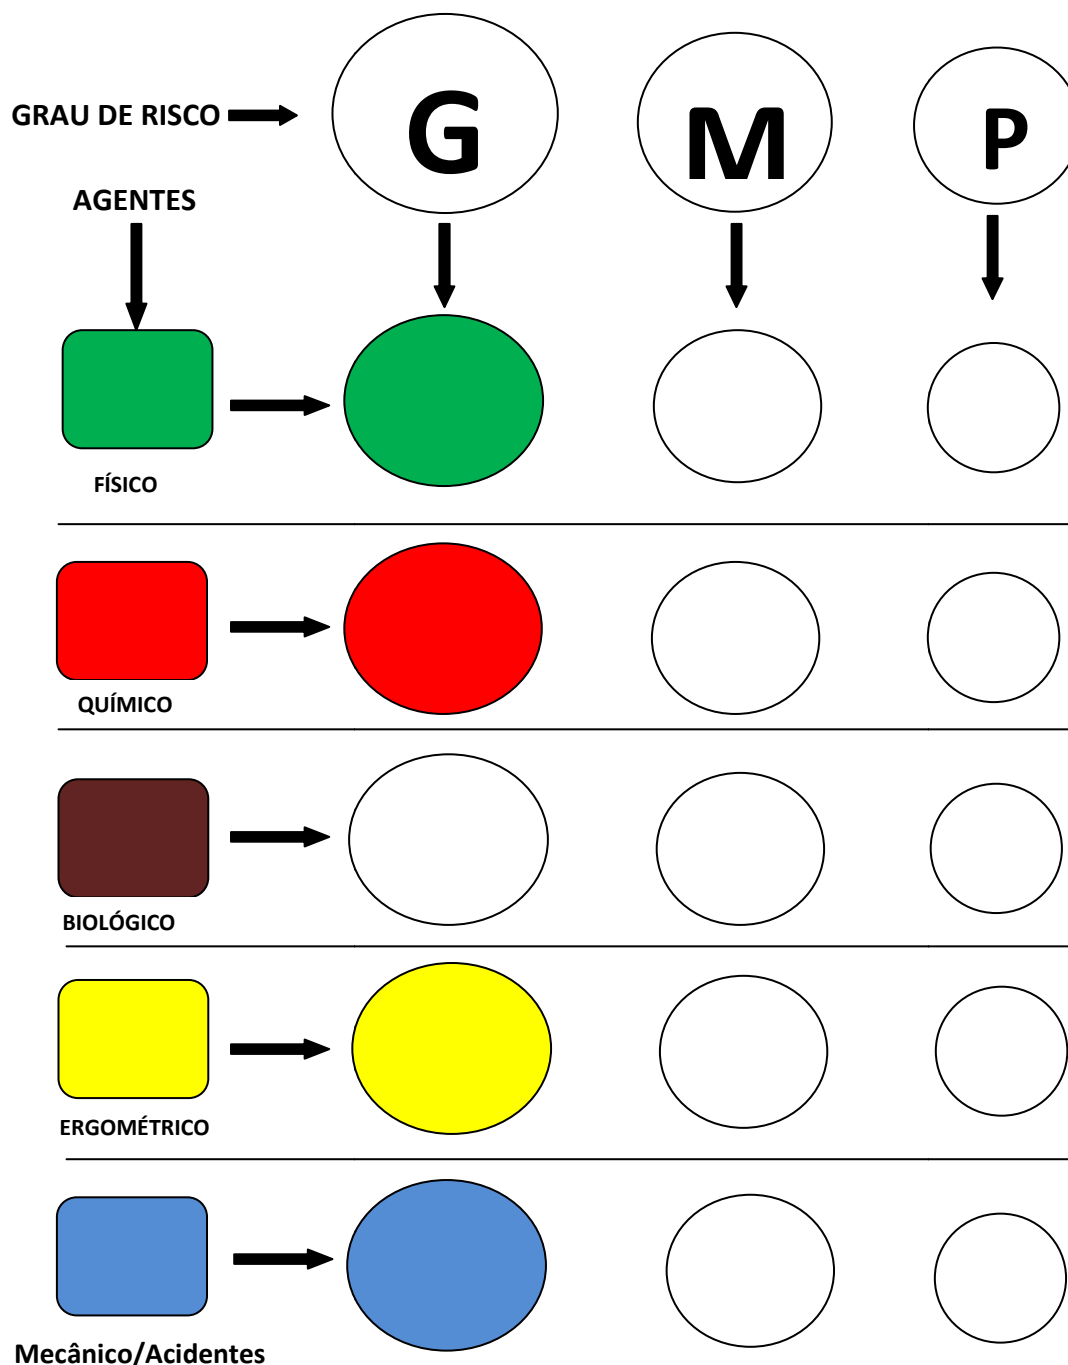 GRAU DE RISCO
G
M
P
AGENTES
FÍSICO
QUÍMICO
BIOLÓGICO
ERGOMÉTRICO
Mecânico/Acidentes